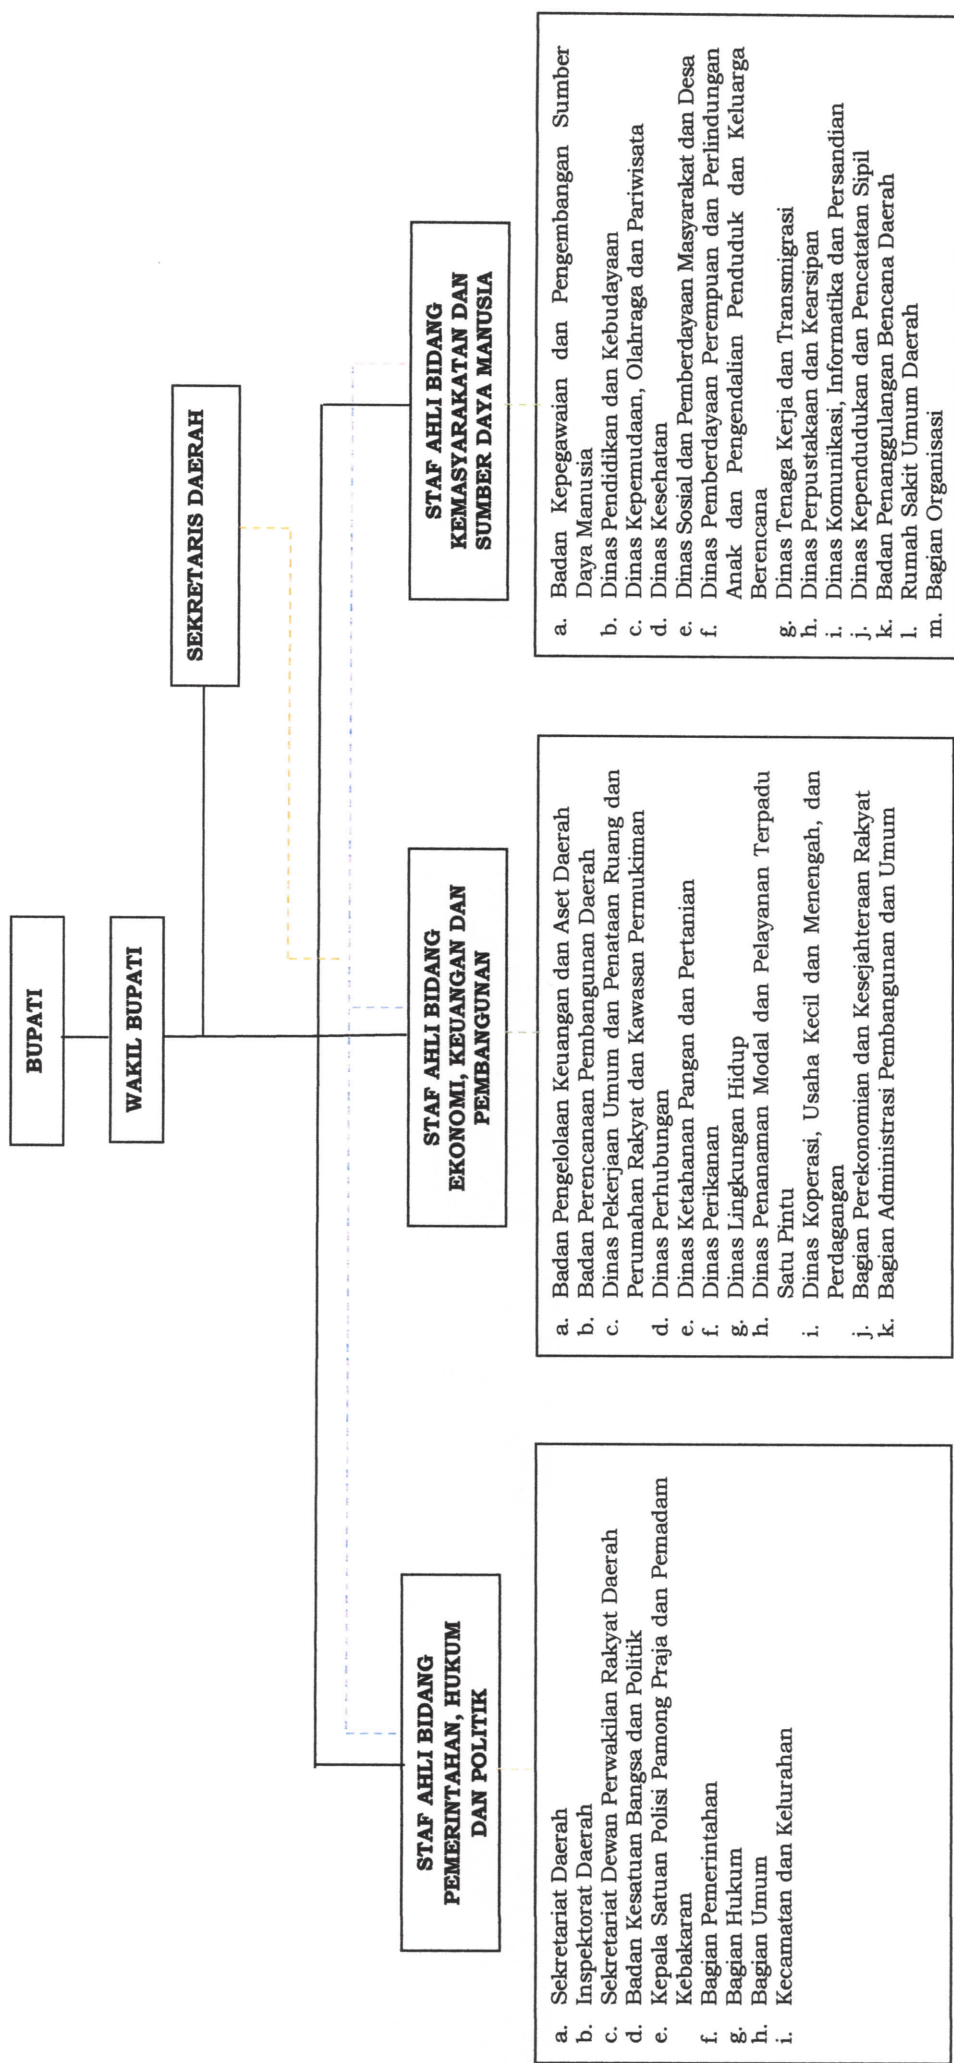 BUPATI
WAKIL BUPATI
SEKRETARIS DAERAH
STAF AHLI BIDANG
PEMERINTAHAN, HUKUM
DAN POLITIK
STAF AHLI BIDANG
EKONOMI, KEUANGAN DAN
PEMBANGUNAN
STAF AHLI BIDANG
KEMASYARAKATAN DAN
SUMBER DAYA MANUSIA
a. Sekretariat Daerah
b. Inspektorat Daerah
c. Sekretariat Dewan Perwakilan Rakyat Daerah
d. Badan Kesatuan Bangsa dan Politik
e. Kepala Satuan Polisi Pamong Praja dan Pemadam
Kebakaran
f. Bagian Pemerintahan
g. Bagian Hukum
h. Bagian Umum
i. Kecamatan dan Kelurahan
a. Badan Pengelolaan Keuangan dan Aset Daerah
b. Badan Perencanaan Pembangunan Daerah
c. Dinas Pekerjaan Umum dan Penataan Ruang dan
Perumahan Rakyat dan Kawasan Permukiman
d. Dinas Perhubungan
e. Dinas Ketahanan Pangan dan Pertanian
f. Dinas Perikanan
g. Dinas Lingkungan Hidup
h. Dinas Penanaman Modal dan Pelayanan Terpadu
Satu Pintu
i. Dinas Koperasi, Usaha Kecil dan Menengah, dan
Perdagangan
j. Bagian Perekonomian dan Kesejahteraan Rakyat
k. Bagian Administrasi Pembangunan dan Umum
a. Badan Kepegawaian dan Pengembangan Sumber
Daya Manusia
b. Dinas Pendidikan dan Kebudayaan
c. Dinas Kepemudaan, Olahraga dan Pariwisata
d. Dinas Kesehatan
e. Dinas Sosial dan Pemberdayaan Masyarakat dan Desa
f. Dinas Pemberdayaan Perempuan dan Perlindungan
Anak dan Pengendalian Penduduk dan Keluarga
Berencana
g. Dinas Tenaga Kerja dan Transmigrasi
h. Dinas Perpustakaan dan Kearsipan
i. Dinas Komunikasi, Informatika dan Persandian
j. Dinas Kependudukan dan Pencatatan Sipil
k. Badan Penanggulangan Bencana Daerah
l. Rumah Sakit Umum Daerah
m. Bagian Organisasi